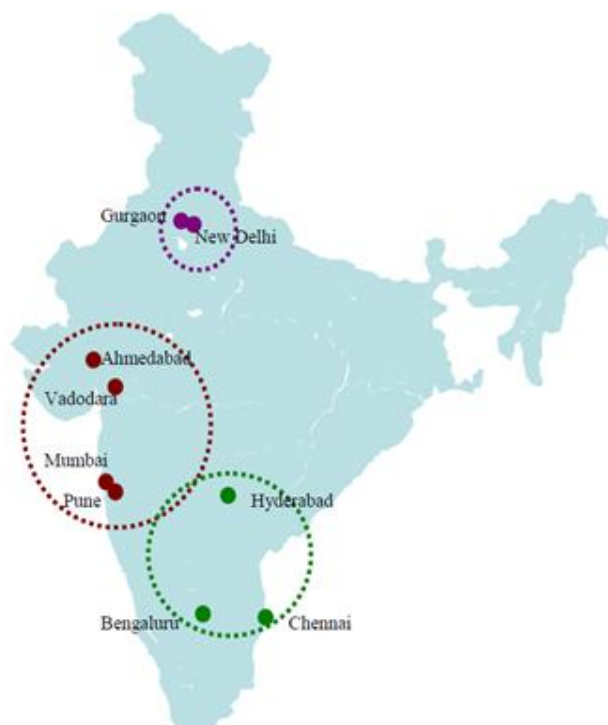 Gurgaon
New Delhi
Ahmedabad
Vadodara
Mumbai
Pune
Hyderabad
Bengaluru
Chennai